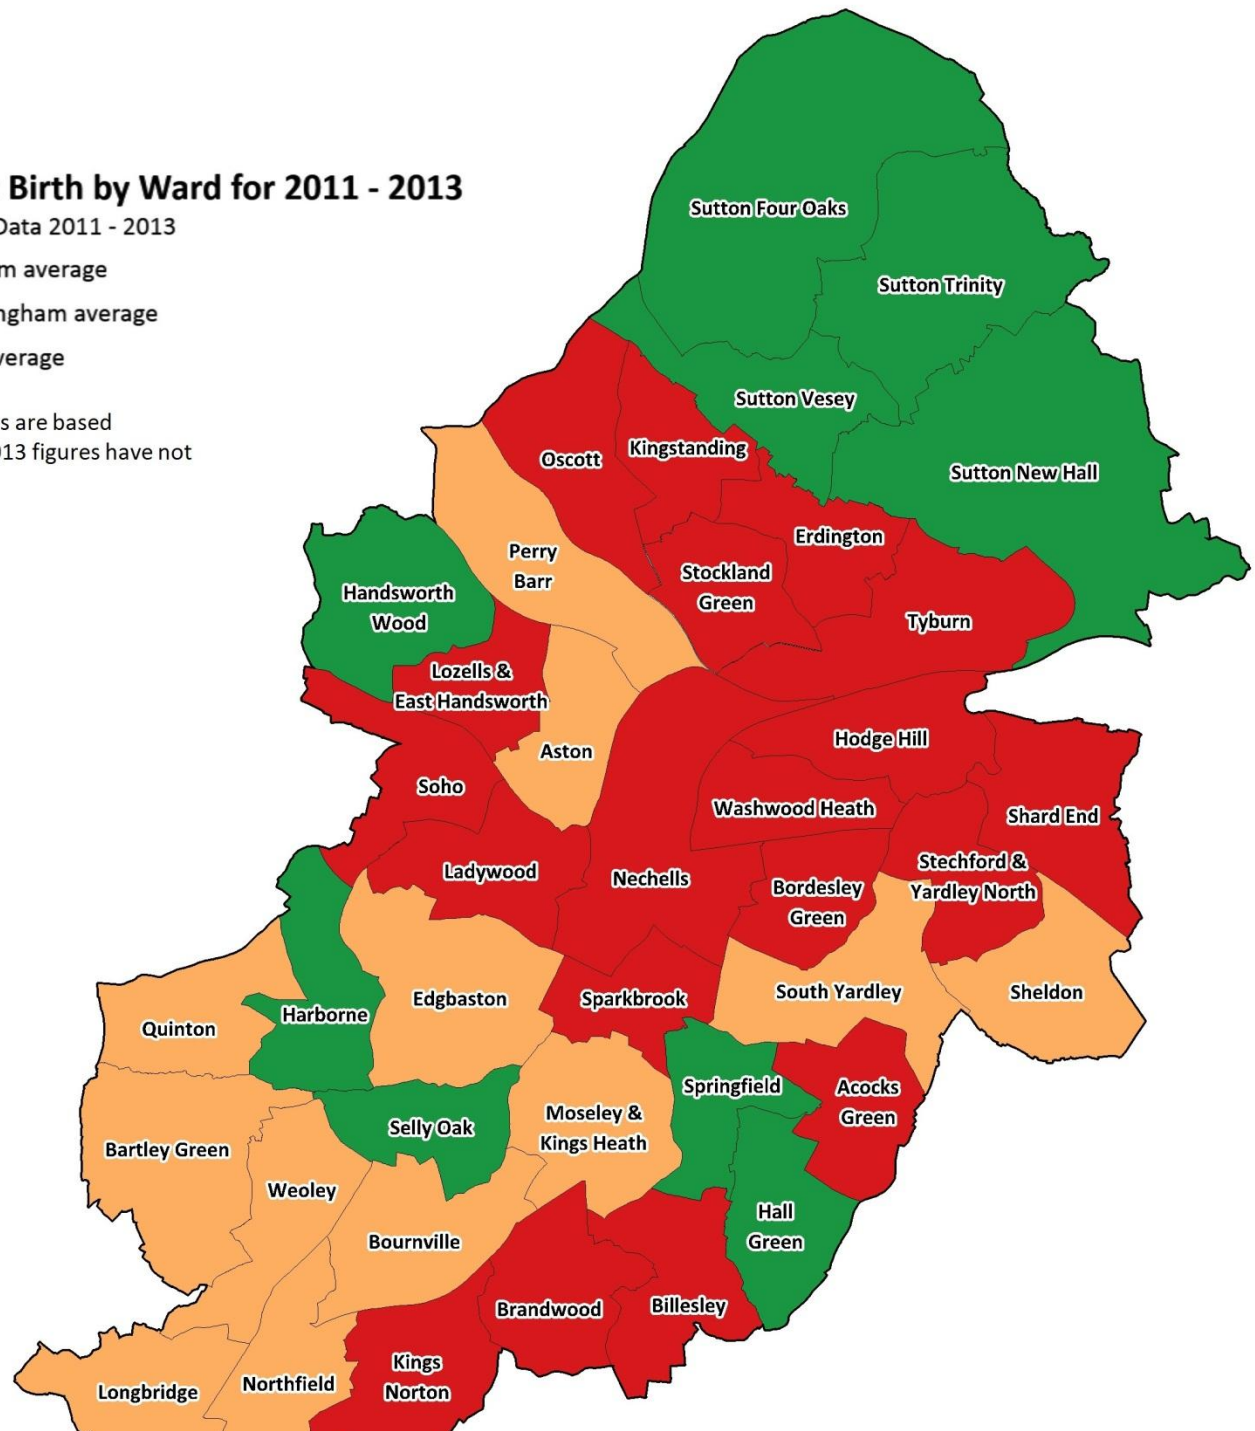 Birth by Ward for 2011 - 2013
Data 2011 - 2013
m average
ngham average
verage
s are based
013 figures have not
Sutton Four Oaks
Sutton Trinity
Sutton Vesey
Sutton New Hall
Oscott
Kingstanding
Erdington
Perry
Barr
Stockland
Green
Handsworth
Wood
Tyburn
Lozells &
East Handsworth
Aston
Hodge Hill
Soho
Washwood Heath
Shard End
Ladywood
Nechells
Stechford &
Yardley North
Bordesley
Green
Edgbaston
Sparkbrook
South Yardley
Sheldon
Quinton
Harborne
Springfield
Acocks
Green
Selly Oak
Moseley &
Kings Heath
Bartley Green
Weoley
Bournville
Hall
Green
Brandwood
Billesley
Kings
Norton
Longbridge
Northfield